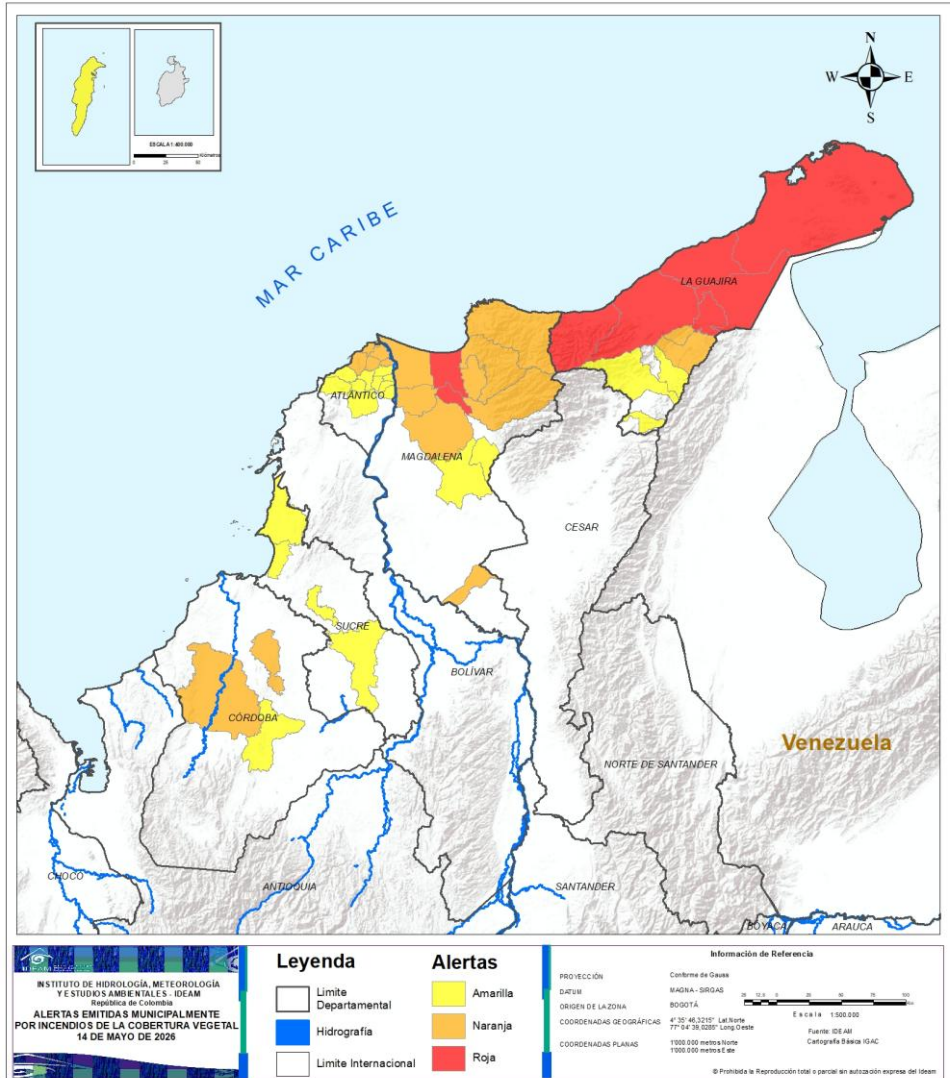 ESCALA 1:400.000
Kilómetros
N
W
E
S
MAR CARIBE
LA GUAJIRA
ATLÁNTICO
MAGDALENA
CESAR
SUCRE
BOLÍVAR
CÓRDOBA
Venezuela
NORTE DE SANTANDER
CHOCÓ
ANTIOQUIA
SANTANDER
BOYACÁ
ARAUCA
IDEAM
INSTITUTO DE HIDROLOGÍA, METEOROLOGÍA
Y ESTUDIOS AMBIENTALES - IDEAM
República de Colombia
ALERTAS EMITIDAS MUNICIPALMENTE
POR INCENDIOS DE LA COBERTURA VEGETAL
14 DE MAYO DE 2026
Leyenda
Limite
Departamental
Hidrografía
Limite Internacional
Alertas
Amarilla
Naranja
Roja
Información de Referencia
PROYECCIÓN Conforme de Gauss
DATUM MAGNA - SIRGAS
ORIGEN DE LA ZONA BOGOTÁ
COORDENADAS GEOGRÁFICAS 4° 35' 46,3215" Lat.Norte
77° 04' 39,0285" Long.Oeste
COORDENADAS PLANAS 1'000.000 metros Norte
1'000.000 metros Este
Escala 1:500.000
Fuente: IDEAM
Cartografía Básica IGAC
© Prohibida la Reproducción total o parcial sin autización expresa del Ideam